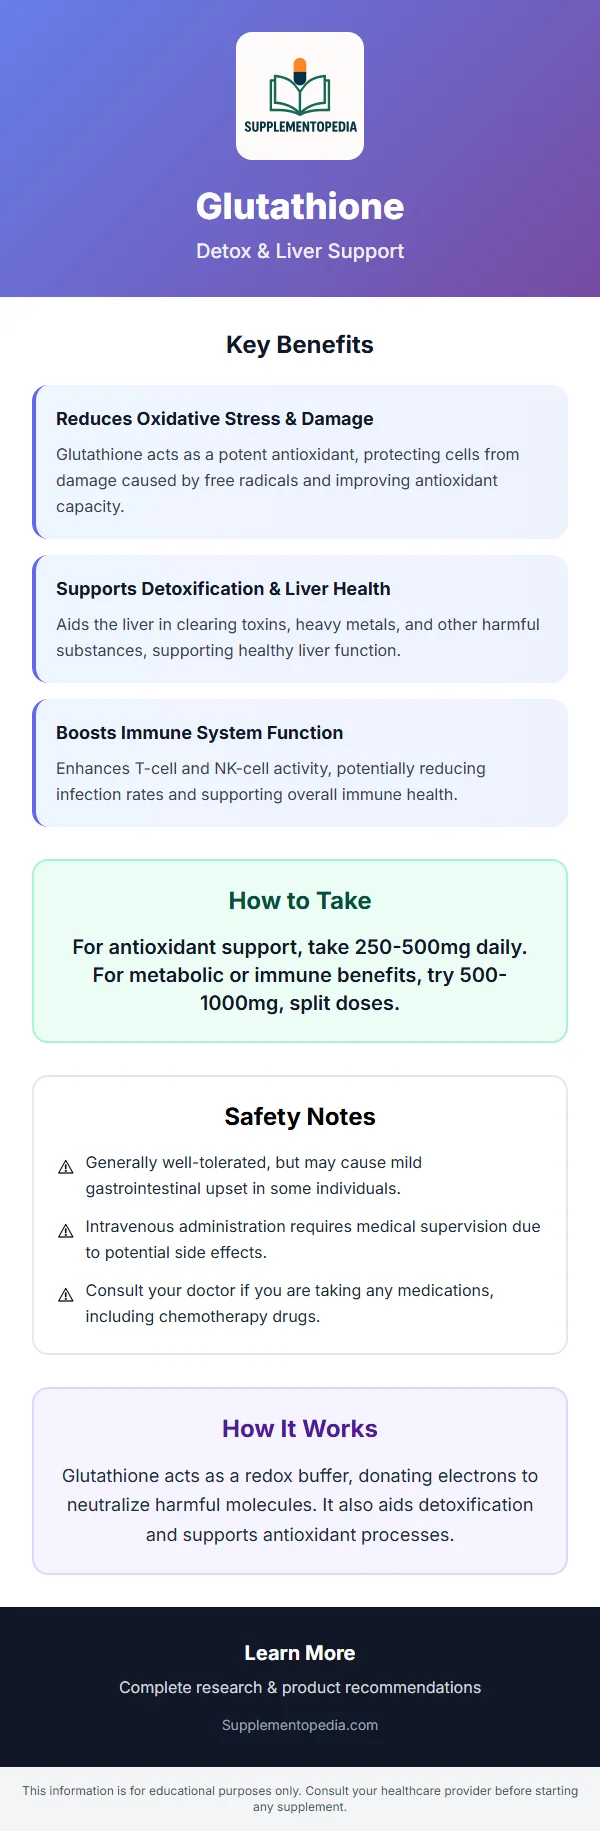 SUPPLEMENTOPEDIA
Glutathione
Detox & Liver Support
Key Benefits
Reduces Oxidative Stress & Damage
Glutathione acts as a potent antioxidant, protecting cells from
damage caused by free radicals and improving antioxidant
capacity.
Supports Detoxification & Liver Health
Aids the liver in clearing toxins, heavy metals, and other harmful
substances, supporting healthy liver function.
Boosts Immune System Function
Enhances T-cell and NK-cell activity, potentially reducing
infection rates and supporting overall immune health.
How to Take
For antioxidant support, take 250-500mg daily.
For metabolic or immune benefits, try 500-
1000mg, split doses.
Safety Notes
Generally well-tolerated, but may cause mild
gastrointestinal upset in some individuals.
Intravenous administration requires medical supervision due
to potential side effects.
Consult your doctor if you are taking any medications,
including chemotherapy drugs.
How It Works
Glutathione acts as a redox buffer, donating electrons to
neutralize harmful molecules. It also aids detoxification
and supports antioxidant processes.
Learn More
Complete research & product recommendations
Supplementopedia.com
This information is for educational purposes only. Consult your healthcare provider before starting
any supplement.